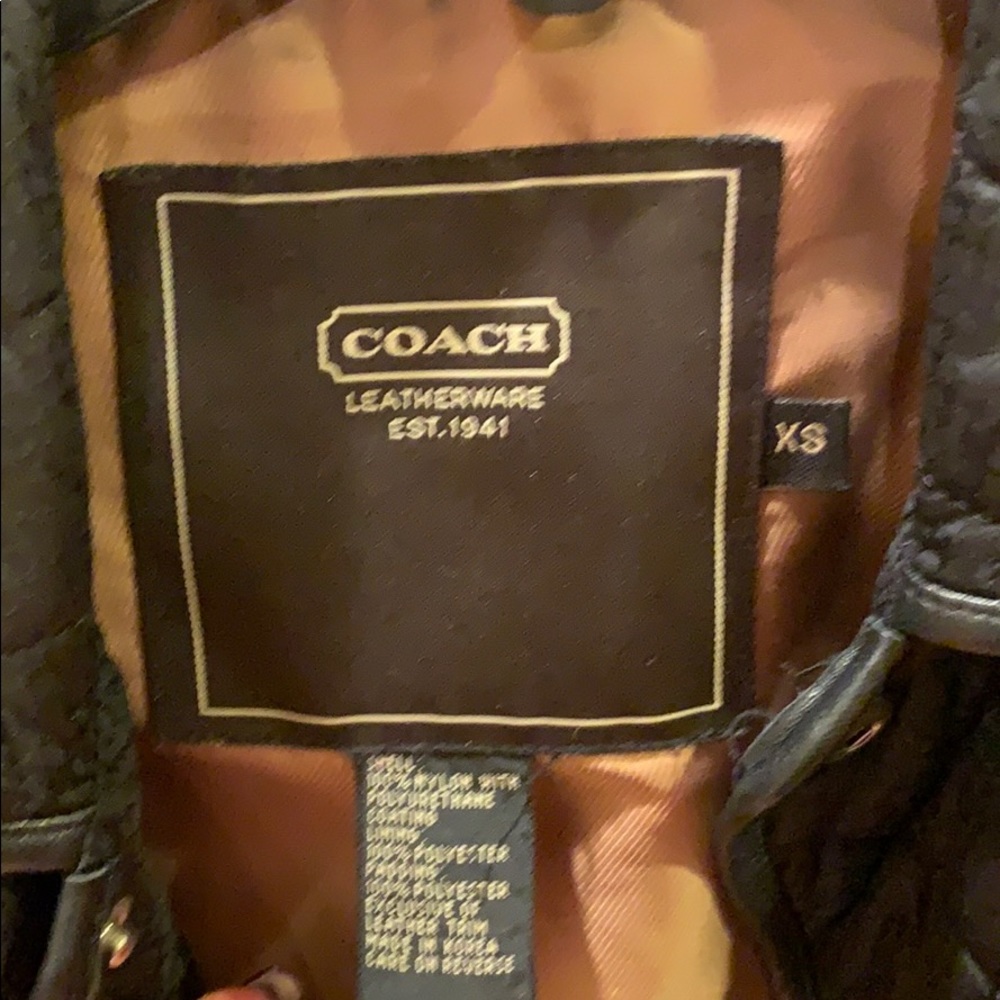 COACH
LEATHERWARE
EST.1941
XS
SHELL:
100% NYLON WITH
POLYURETHANE
COATING
LINING:
100% POLYESTER
PADDING:
100% POLYESTER
EXCLUSIVE OF
LEATHER TRIM
MADE IN KOREA
CARE ON REVERSE